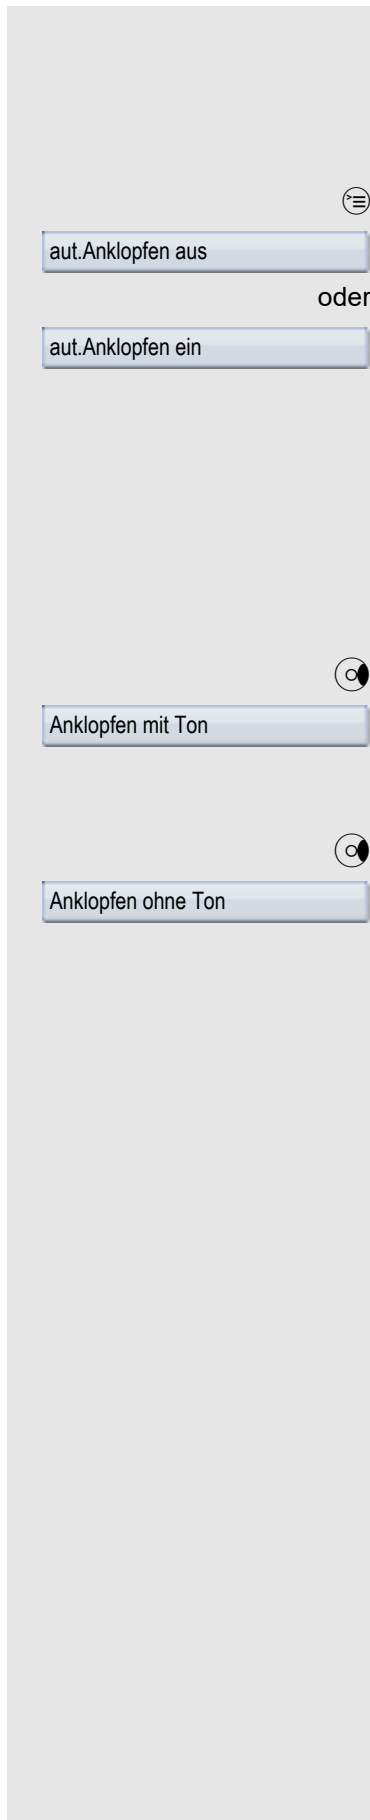 aut.Anklopfen aus
oder
aut.Anklopfen ein
Anklopfen mit Ton
Anklopfen ohne Ton